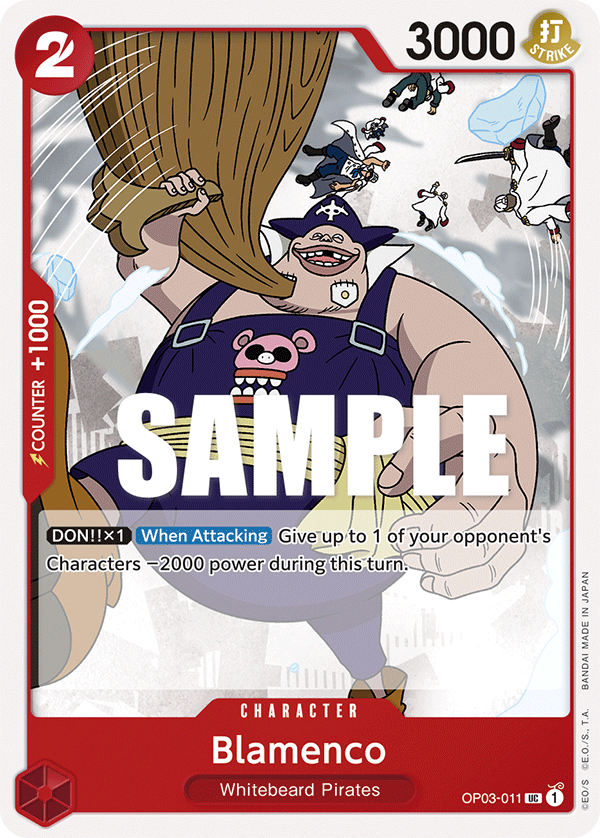 2
3000
打
STRIKE
COUNTER +1000
SAMPLE
DON!!×1 When Attacking Give up to 1 of your opponent's
Characters −2000 power during this turn.
CHARACTER
Blamenco
Whitebeard Pirates
OP03-011 UC 1
©EO/S ©E.O./S., T.A. BANDAI MADE IN JAPAN